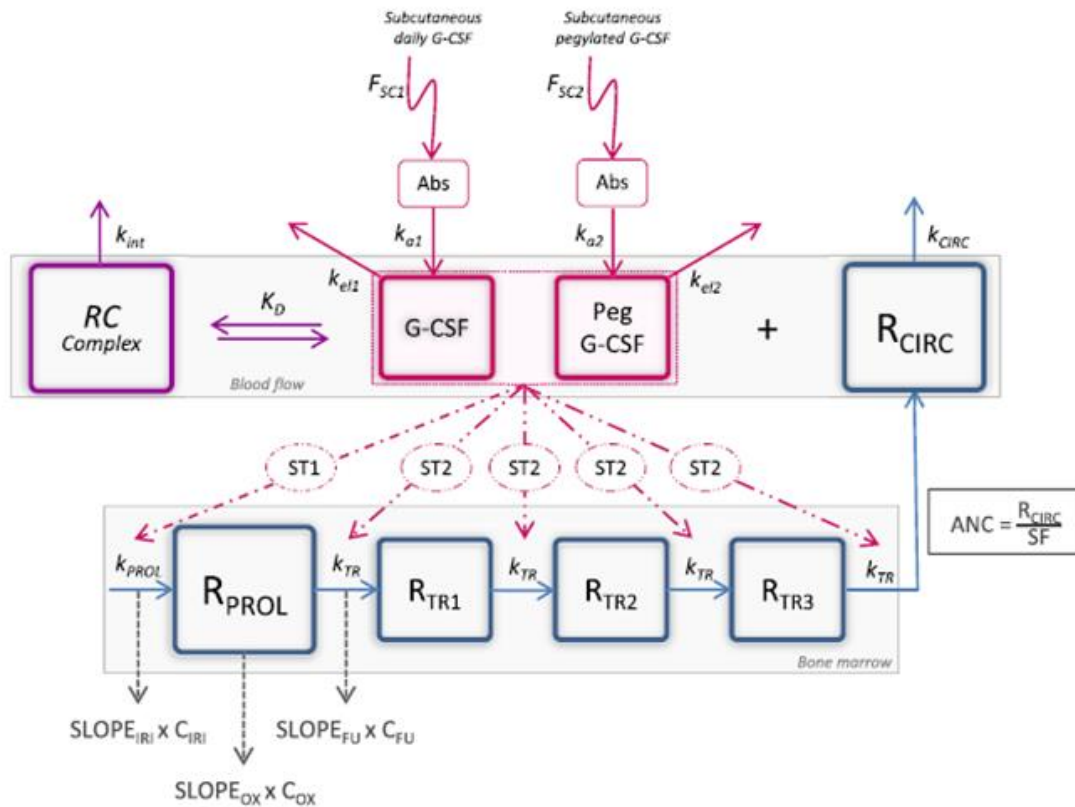 Subcutaneous
daily G-CSF
Subcutaneous
pegylated G-CSF
F_SC1
F_SC2
Abs
Abs
k_int
k_a1
k_a2
k_CIRC
k_el1
k_el2
RC
Complex
K_D
G-CSF
Peg
G-CSF
+
R_CIRC
Blood flow
ST1
ST2
ST2
ST2
ST2
ANC = R_CIRC / SF
k_PROL
R_PROL
k_TR
R_TR1
k_TR
R_TR2
k_TR
R_TR3
k_TR
Bone marrow
SLOPE_IRI x C_IRI
SLOPE_FU x C_FU
SLOPE_OX x C_OX